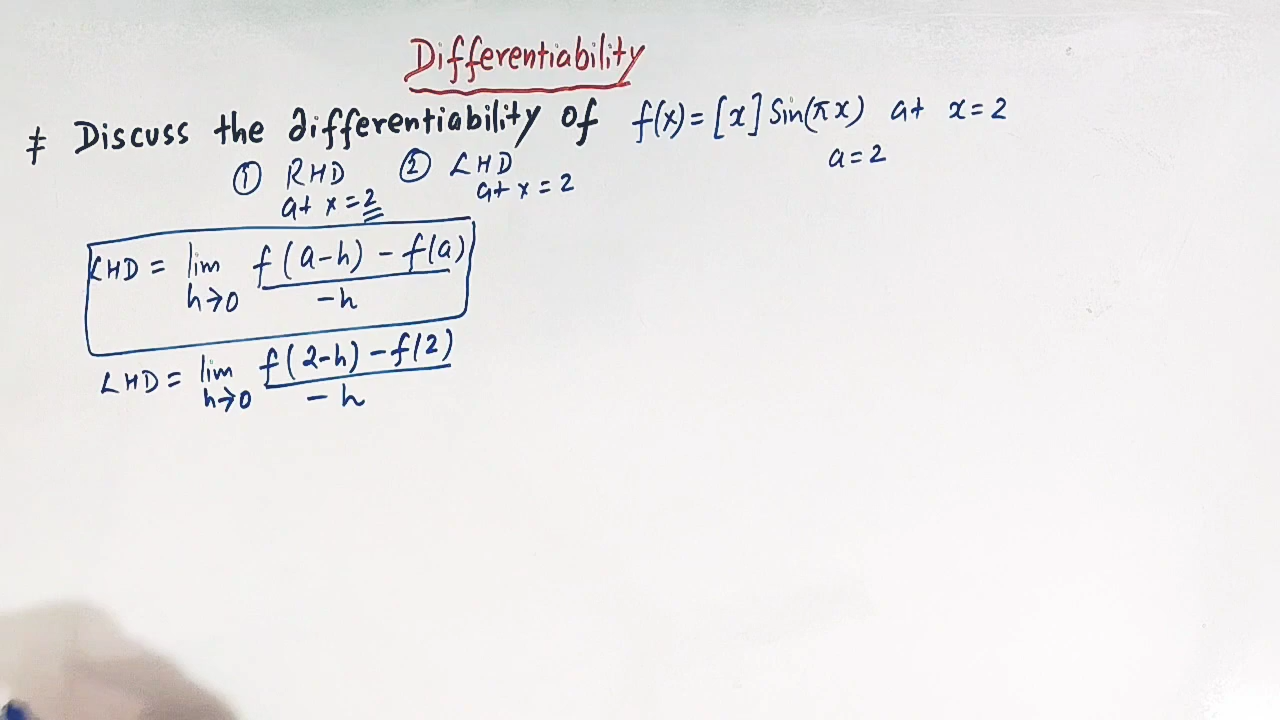 Differentiability
# Discuss the differentiability of f(x) = [x] Sin(πx) at x = 2
a = 2
① RHD at x = 2
② LHD at x = 2
LHD = lim h→0 f(a-h) - f(a) / -h
LHD = lim h→0 f(2-h) - f(2) / -h